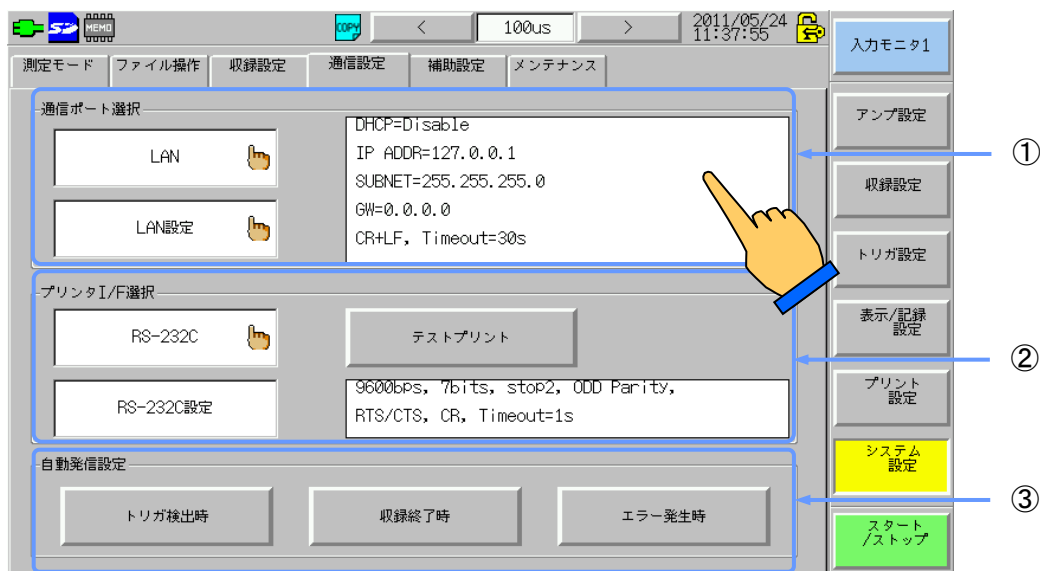 MEMO
COPY
< 100us >
2011/05/24
11:37:55
入力モニタ1
測定モード ファイル操作 収録設定 通信設定 補助設定 メンテナンス
通信ポート選択
LAN
LAN設定
DHCP=Disable
IP ADDR=127.0.0.1
SUBNET=255.255.255.0
GW=0.0.0.0
CR+LF, Timeout=30s
①
プリンタI/F選択
RS-232C
テストプリント
RS-232C設定
9600bps, 7bits, stop2, ODD Parity,
RTS/CTS, CR, Timeout=1s
②
自動発信設定
トリガ検出時
収録終了時
エラー発生時
③
アンプ設定
収録設定
トリガ設定
表示/記録
設定
プリント
設定
システム
設定
スタート
/ストップ